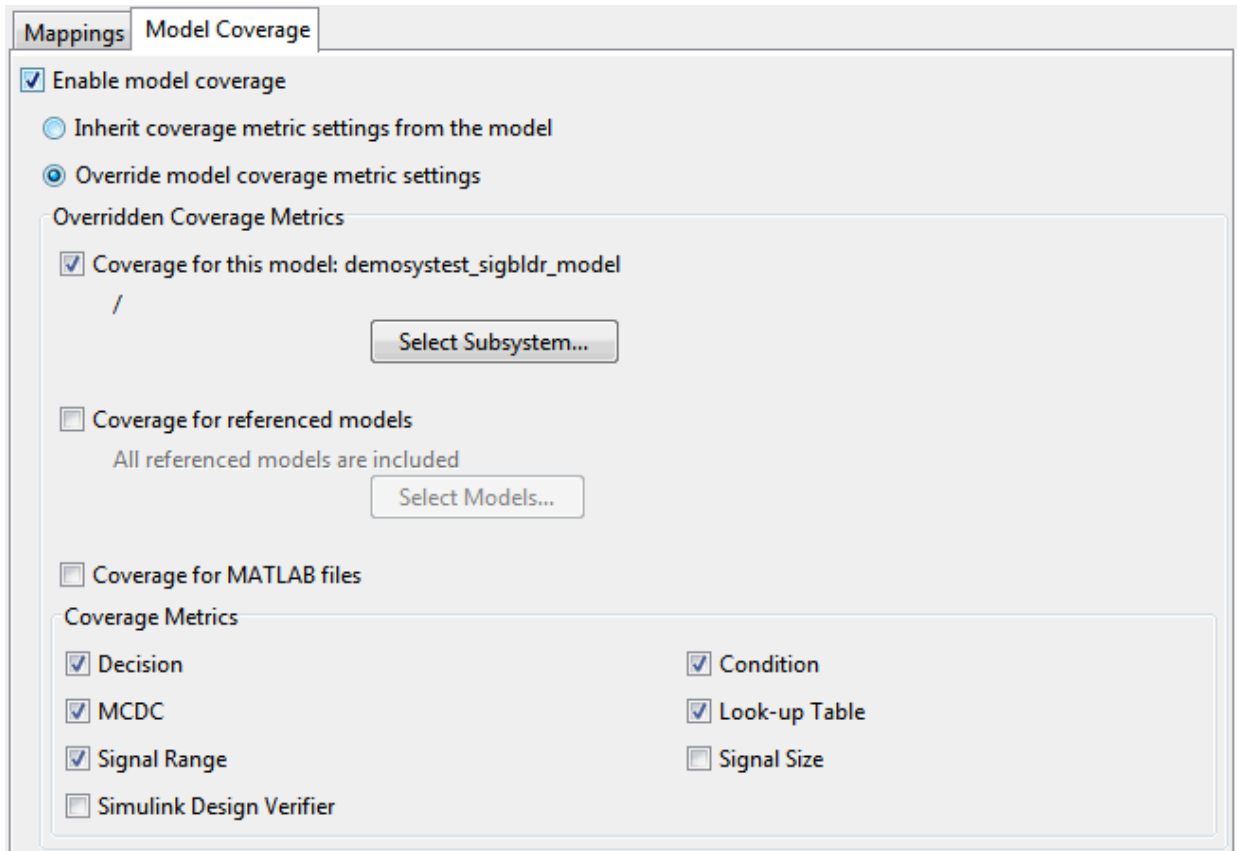 Mappings Model Coverage
Enable model coverage
Inherit coverage metric settings from the model
Override model coverage metric settings
Overridden Coverage Metrics
Coverage for this model: demosystest_sigbldr_model
/
Select Subsystem...
Coverage for referenced models
All referenced models are included
Select Models...
Coverage for MATLAB files
Coverage Metrics
Decision Condition
MCDC Look-up Table
Signal Range Signal Size
Simulink Design Verifier